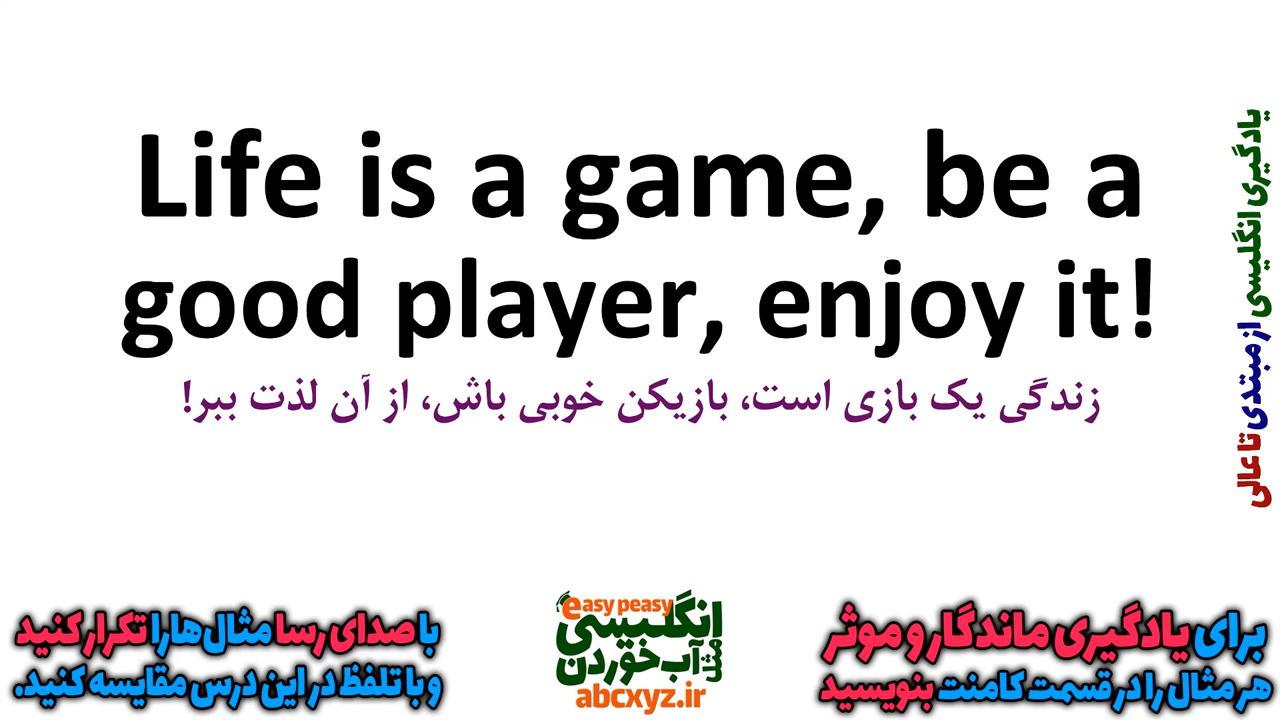 Life is a game, be a
good player, enjoy it!
زندگی یک بازی است، بازیکن خوبی باش، از آن لذت ببر!
یادگیری انگلیسی از مبتدی تا عالی
برای یادگیری ماندگار و موثر
هر مثال را در قسمت کامنت بنویسید
easy peasy
انگلیسی
مثل آب خوردن
abcxyz.ir
با صدای رسا مثال‌ها را تکرار کنید
و با تلفظ در این درس مقایسه کنید.